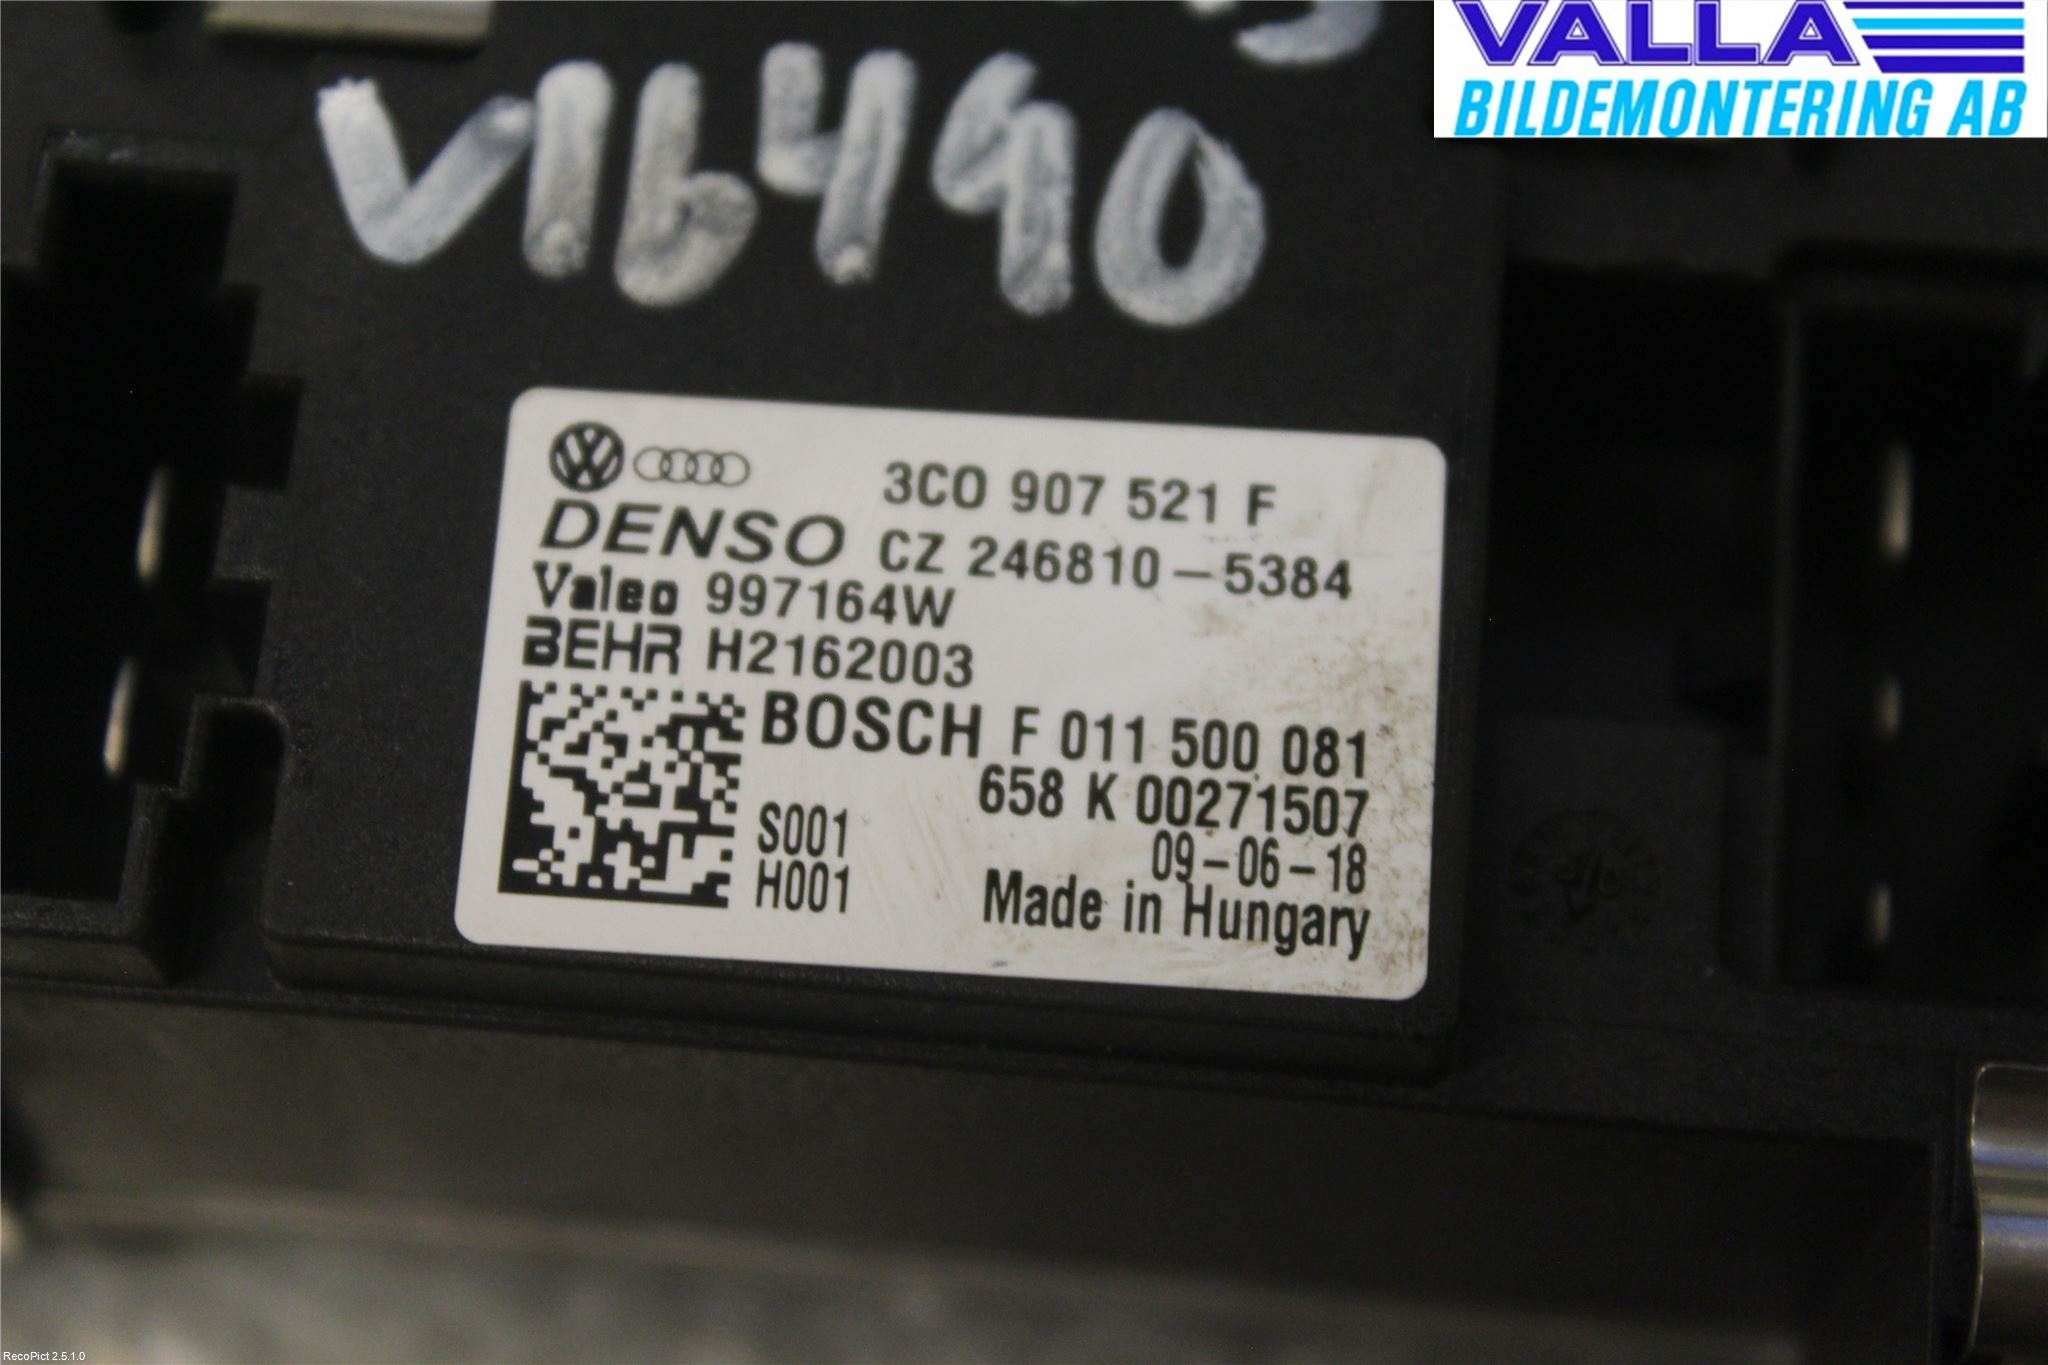 VALLA
BILDEMONTERING AB
V16490
3C0 907 521 F
DENSO CZ 246810-5384
Valeo 997164W
BEHR H2162003
BOSCH F 011 500 081
658 K 00271507
S001
09-06-18
H001
Made in Hungary
RecoPict 2.5.1.0